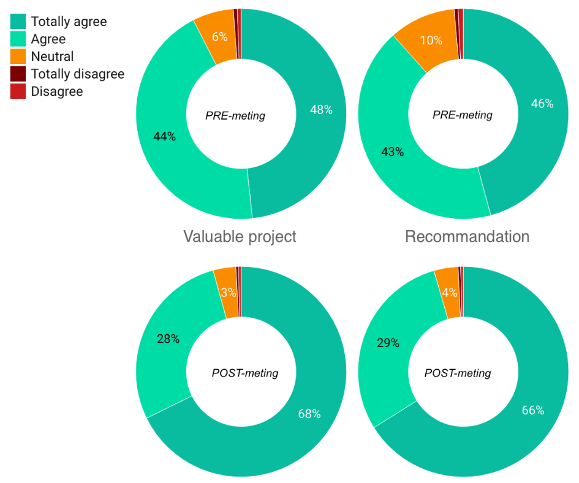 Totally agree
Agree
Neutral
Totally disagree
Disagree
6%
48%
44%
PRE-meting
10%
46%
43%
PRE-meting
Valuable project
Recommandation
3%
28%
68%
POST-meting
4%
29%
66%
POST-meting